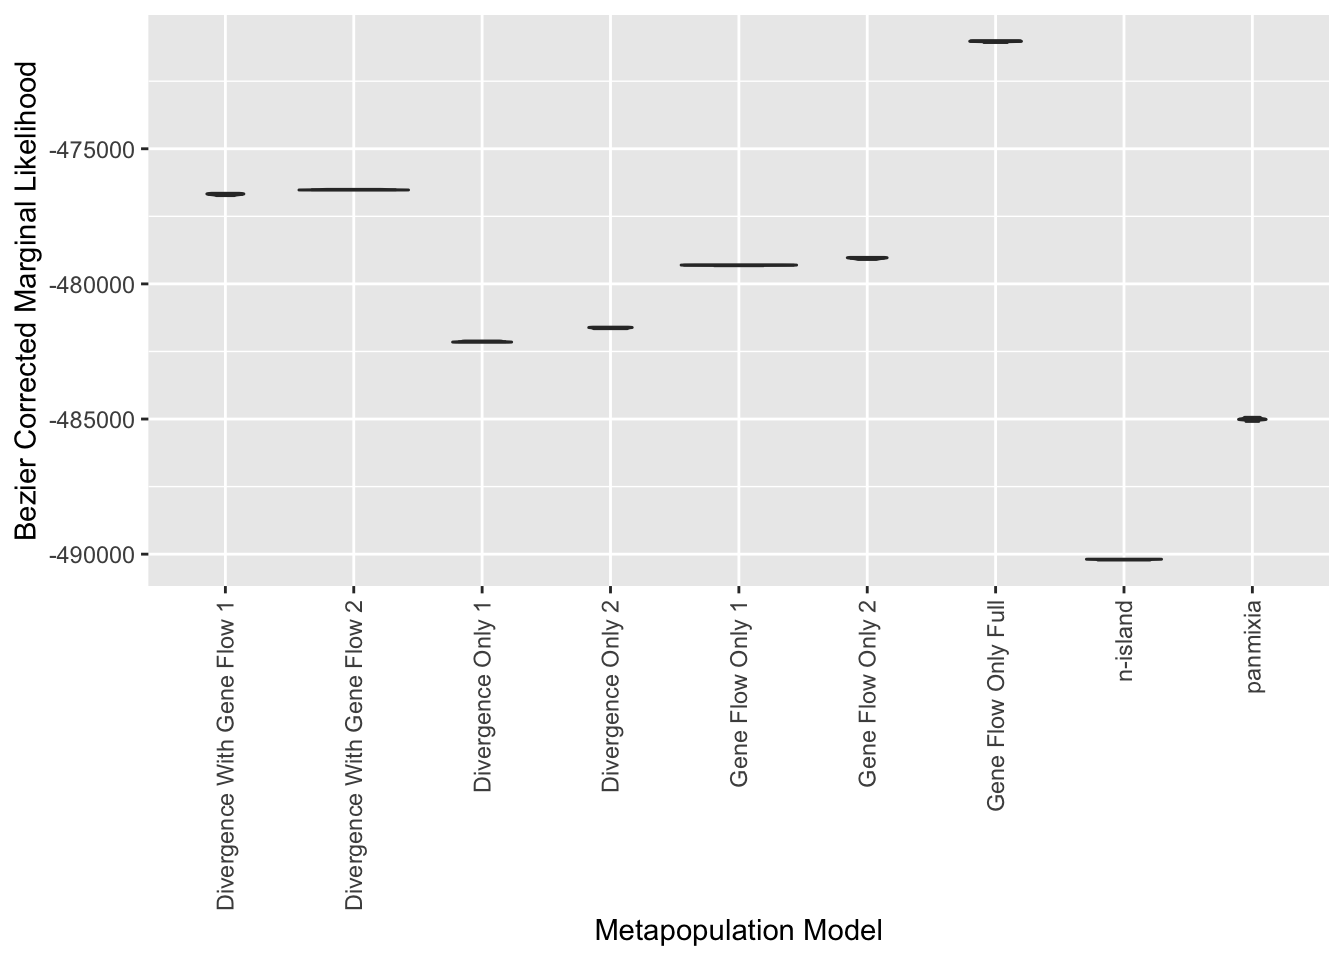 Bezier Corrected Marginal Likelihood
-475000
-480000
-485000
-490000
Divergence With Gene Flow 1
Divergence With Gene Flow 2
Divergence Only 1
Divergence Only 2
Gene Flow Only 1
Gene Flow Only 2
Gene Flow Only Full
n-island
panmixia
Metapopulation Model